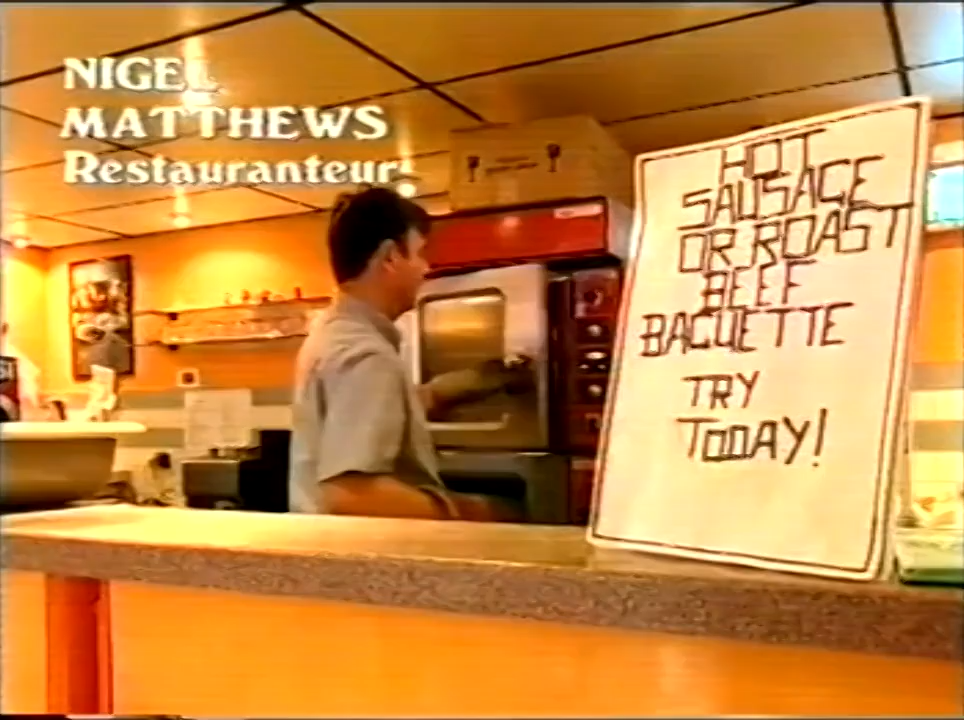 NIGEL
MATTHEWS
Restauranteur
HOT
SAUSAGE
OR ROAST
BEEF
BAGUETTE
TRY
TODAY!